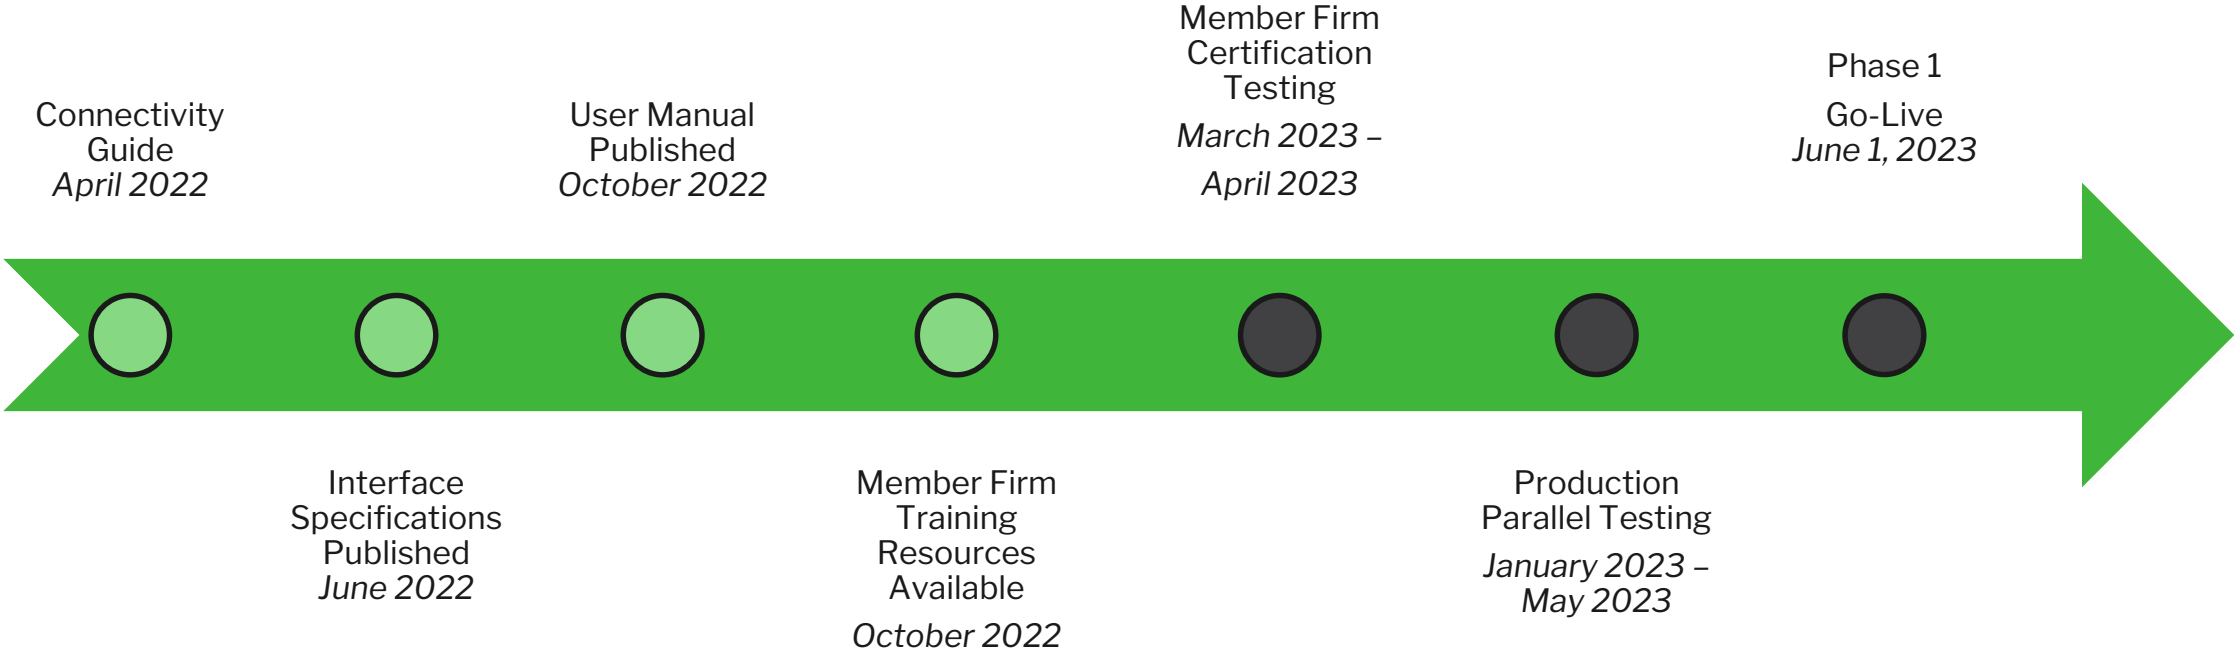 Connectivity
Guide
April 2022
Interface
Specifications
Published
June 2022
User Manual
Published
October 2022
Member Firm
Training
Resources
Available
October 2022
Member Firm
Certification
Testing
March 2023 –
April 2023
Production
Parallel Testing
January 2023 –
May 2023
Phase 1
Go-Live
June 1, 2023